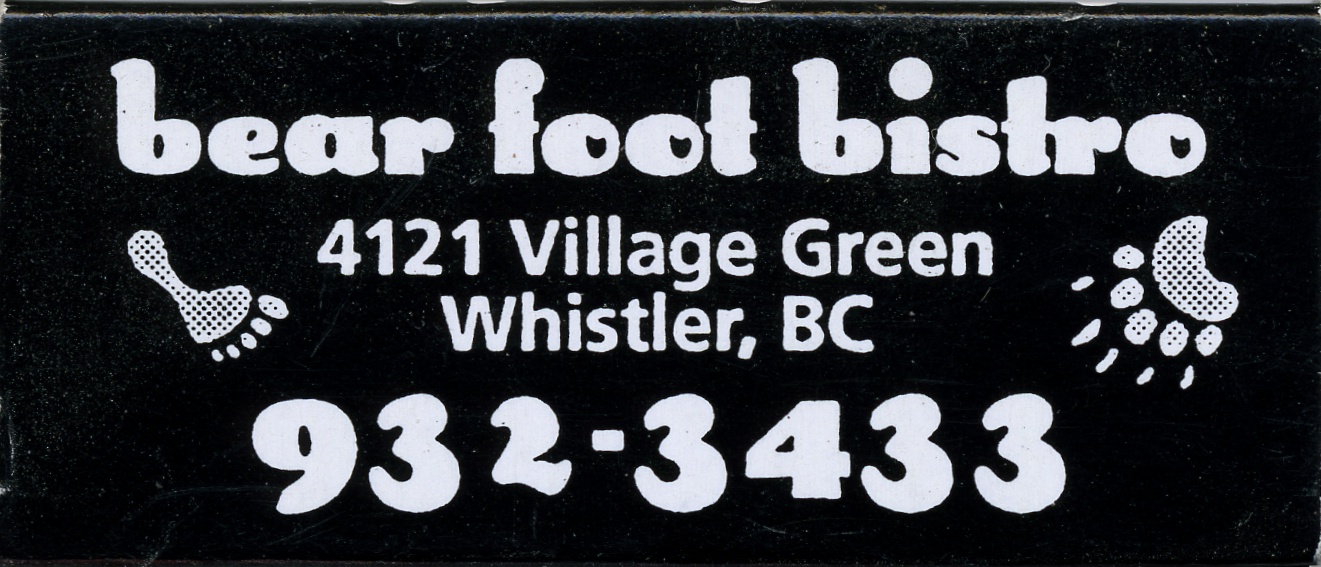 bear foot bistro
4121 Village Green
Whistler, BC
932-3433